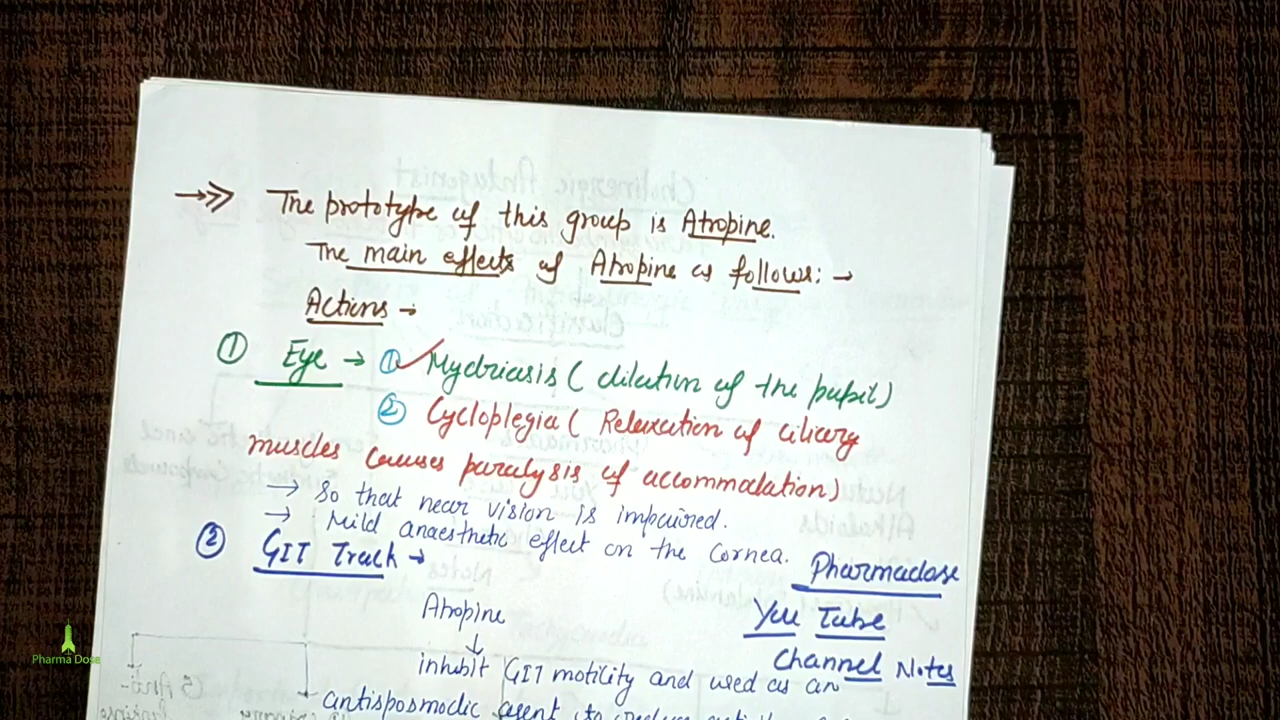 The prototype of this group is Atropine.
The main effects of Atropine as follows: →
Actions →
① Eye → ① Mydriasis ( dilation of the pupil)
② Cycloplegia ( Relaxation of ciliary
muscles causes paralysis of accommodation)
→ So that near vision is impaired.
→ Mild anaesthetic effect on the Cornea.
② GIT Track →
Atropine
↓
inhibit GIT motility and used as an
antispasmodic agent to reduce
Pharmadose
You Tube
Channel Notes
Pharma Dose